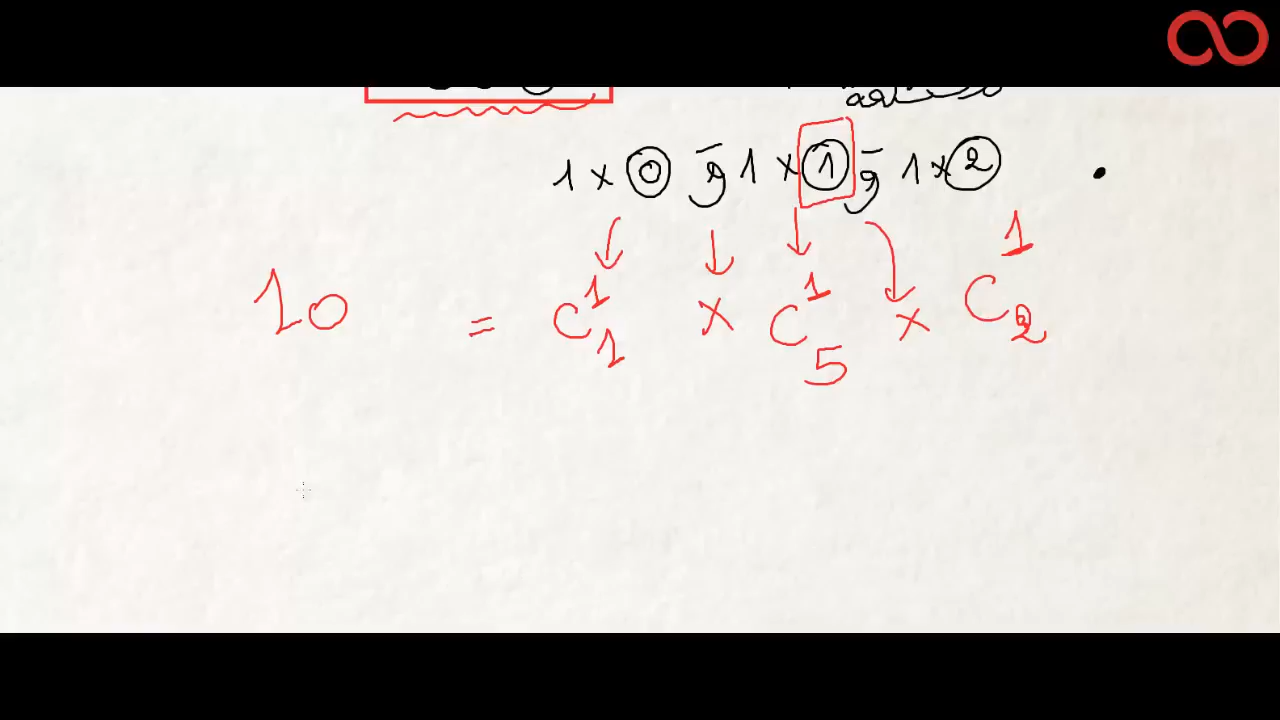 1 × 0 و 1 × 1 و 1 × 2 •
10 = C¹₁ × C¹₅ × C¹₂